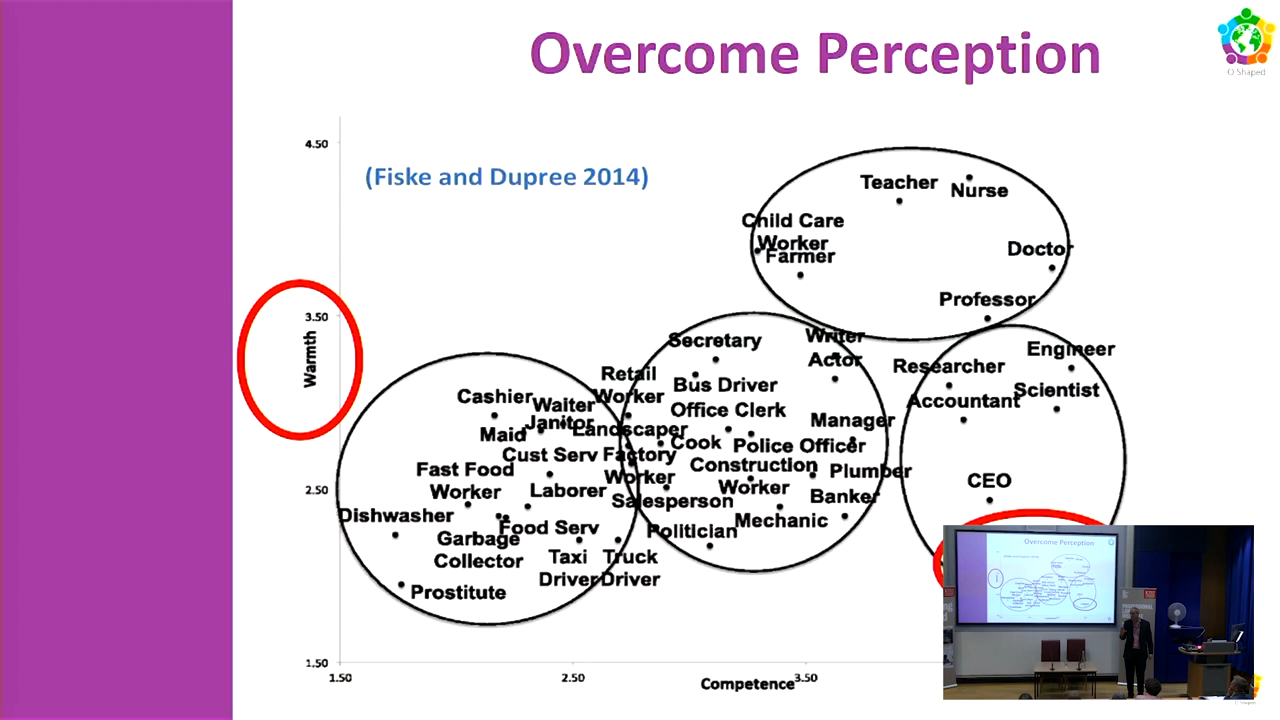 Overcome Perception
O Shaped
4.50
(Fiske and Dupree 2014)
Teacher
Nurse
Child Care
Worker
Farmer
Doctor
Professor
3.50
Warmth
Secretary
Writer
Actor
Engineer
Researcher
Retail
Worker
Bus Driver
Scientist
Cashier
Waiter
Office Clerk
Accountant
Janitor
Landscaper
Manager
Maid
Cook
Police Officer
Cust Serv
Factory
Worker
Construction
Worker
Plumber
Fast Food
Worker
Laborer
CEO
2.50
Salesperson
Banker
Dishwasher
Food Serv
Politician
Mechanic
Garbage
Collector
Taxi
Driver
Truck
Driver
Prostitute
Overcome Perception
1.50
1.50
2.50
Competence
3.50